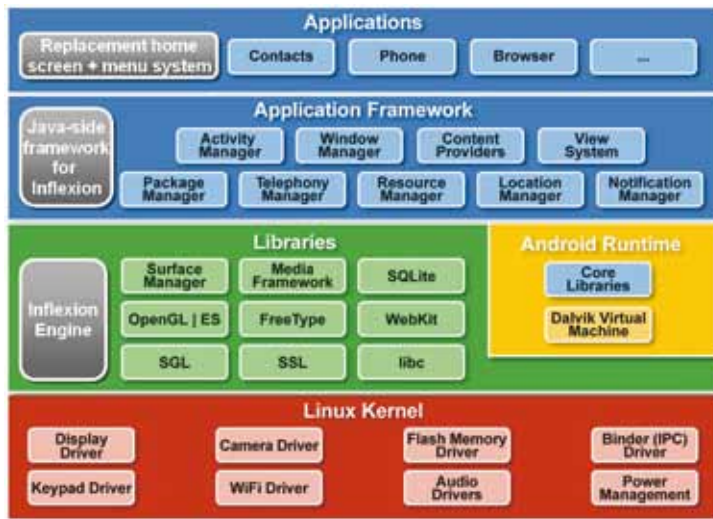 Applications
Replacement home
screen + menu system
Contacts
Phone
Browser
...
Application Framework
Java-side
framework
for
Inflexion
Activity
Manager
Window
Manager
Content
Providers
View
System
Package
Manager
Telephony
Manager
Resource
Manager
Location
Manager
Notification
Manager
Libraries
Inflexion
Engine
Surface
Manager
Media
Framework
SQLite
OpenGL | ES
FreeType
WebKit
SGL
SSL
libc
Android Runtime
Core
Libraries
Dalvik Virtual
Machine
Linux Kernel
Display
Driver
Camera Driver
Flash Memory
Driver
Binder (IPC)
Driver
Keypad Driver
WiFi Driver
Audio
Drivers
Power
Management